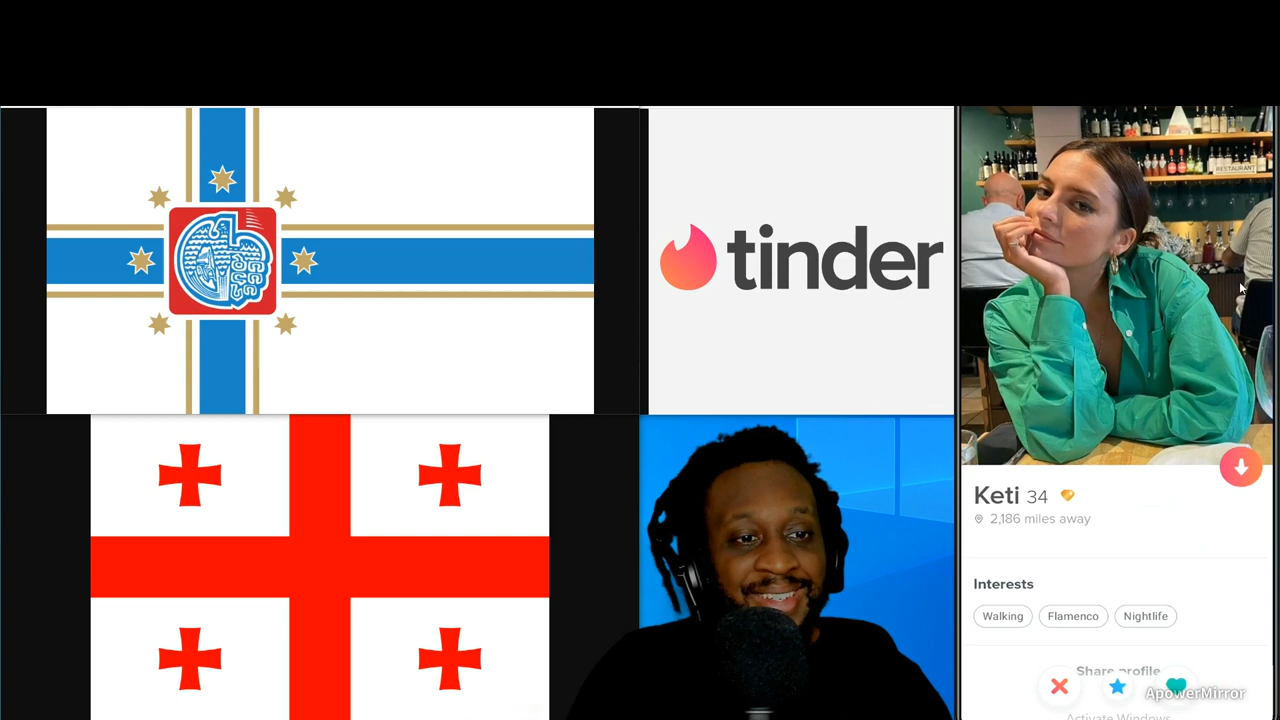 tinder
RESTAURANT
Keti 34
2,186 miles away
Interests
Walking
Flamenco
Nightlife
Share profile
ApowerMirror
Activate Windows